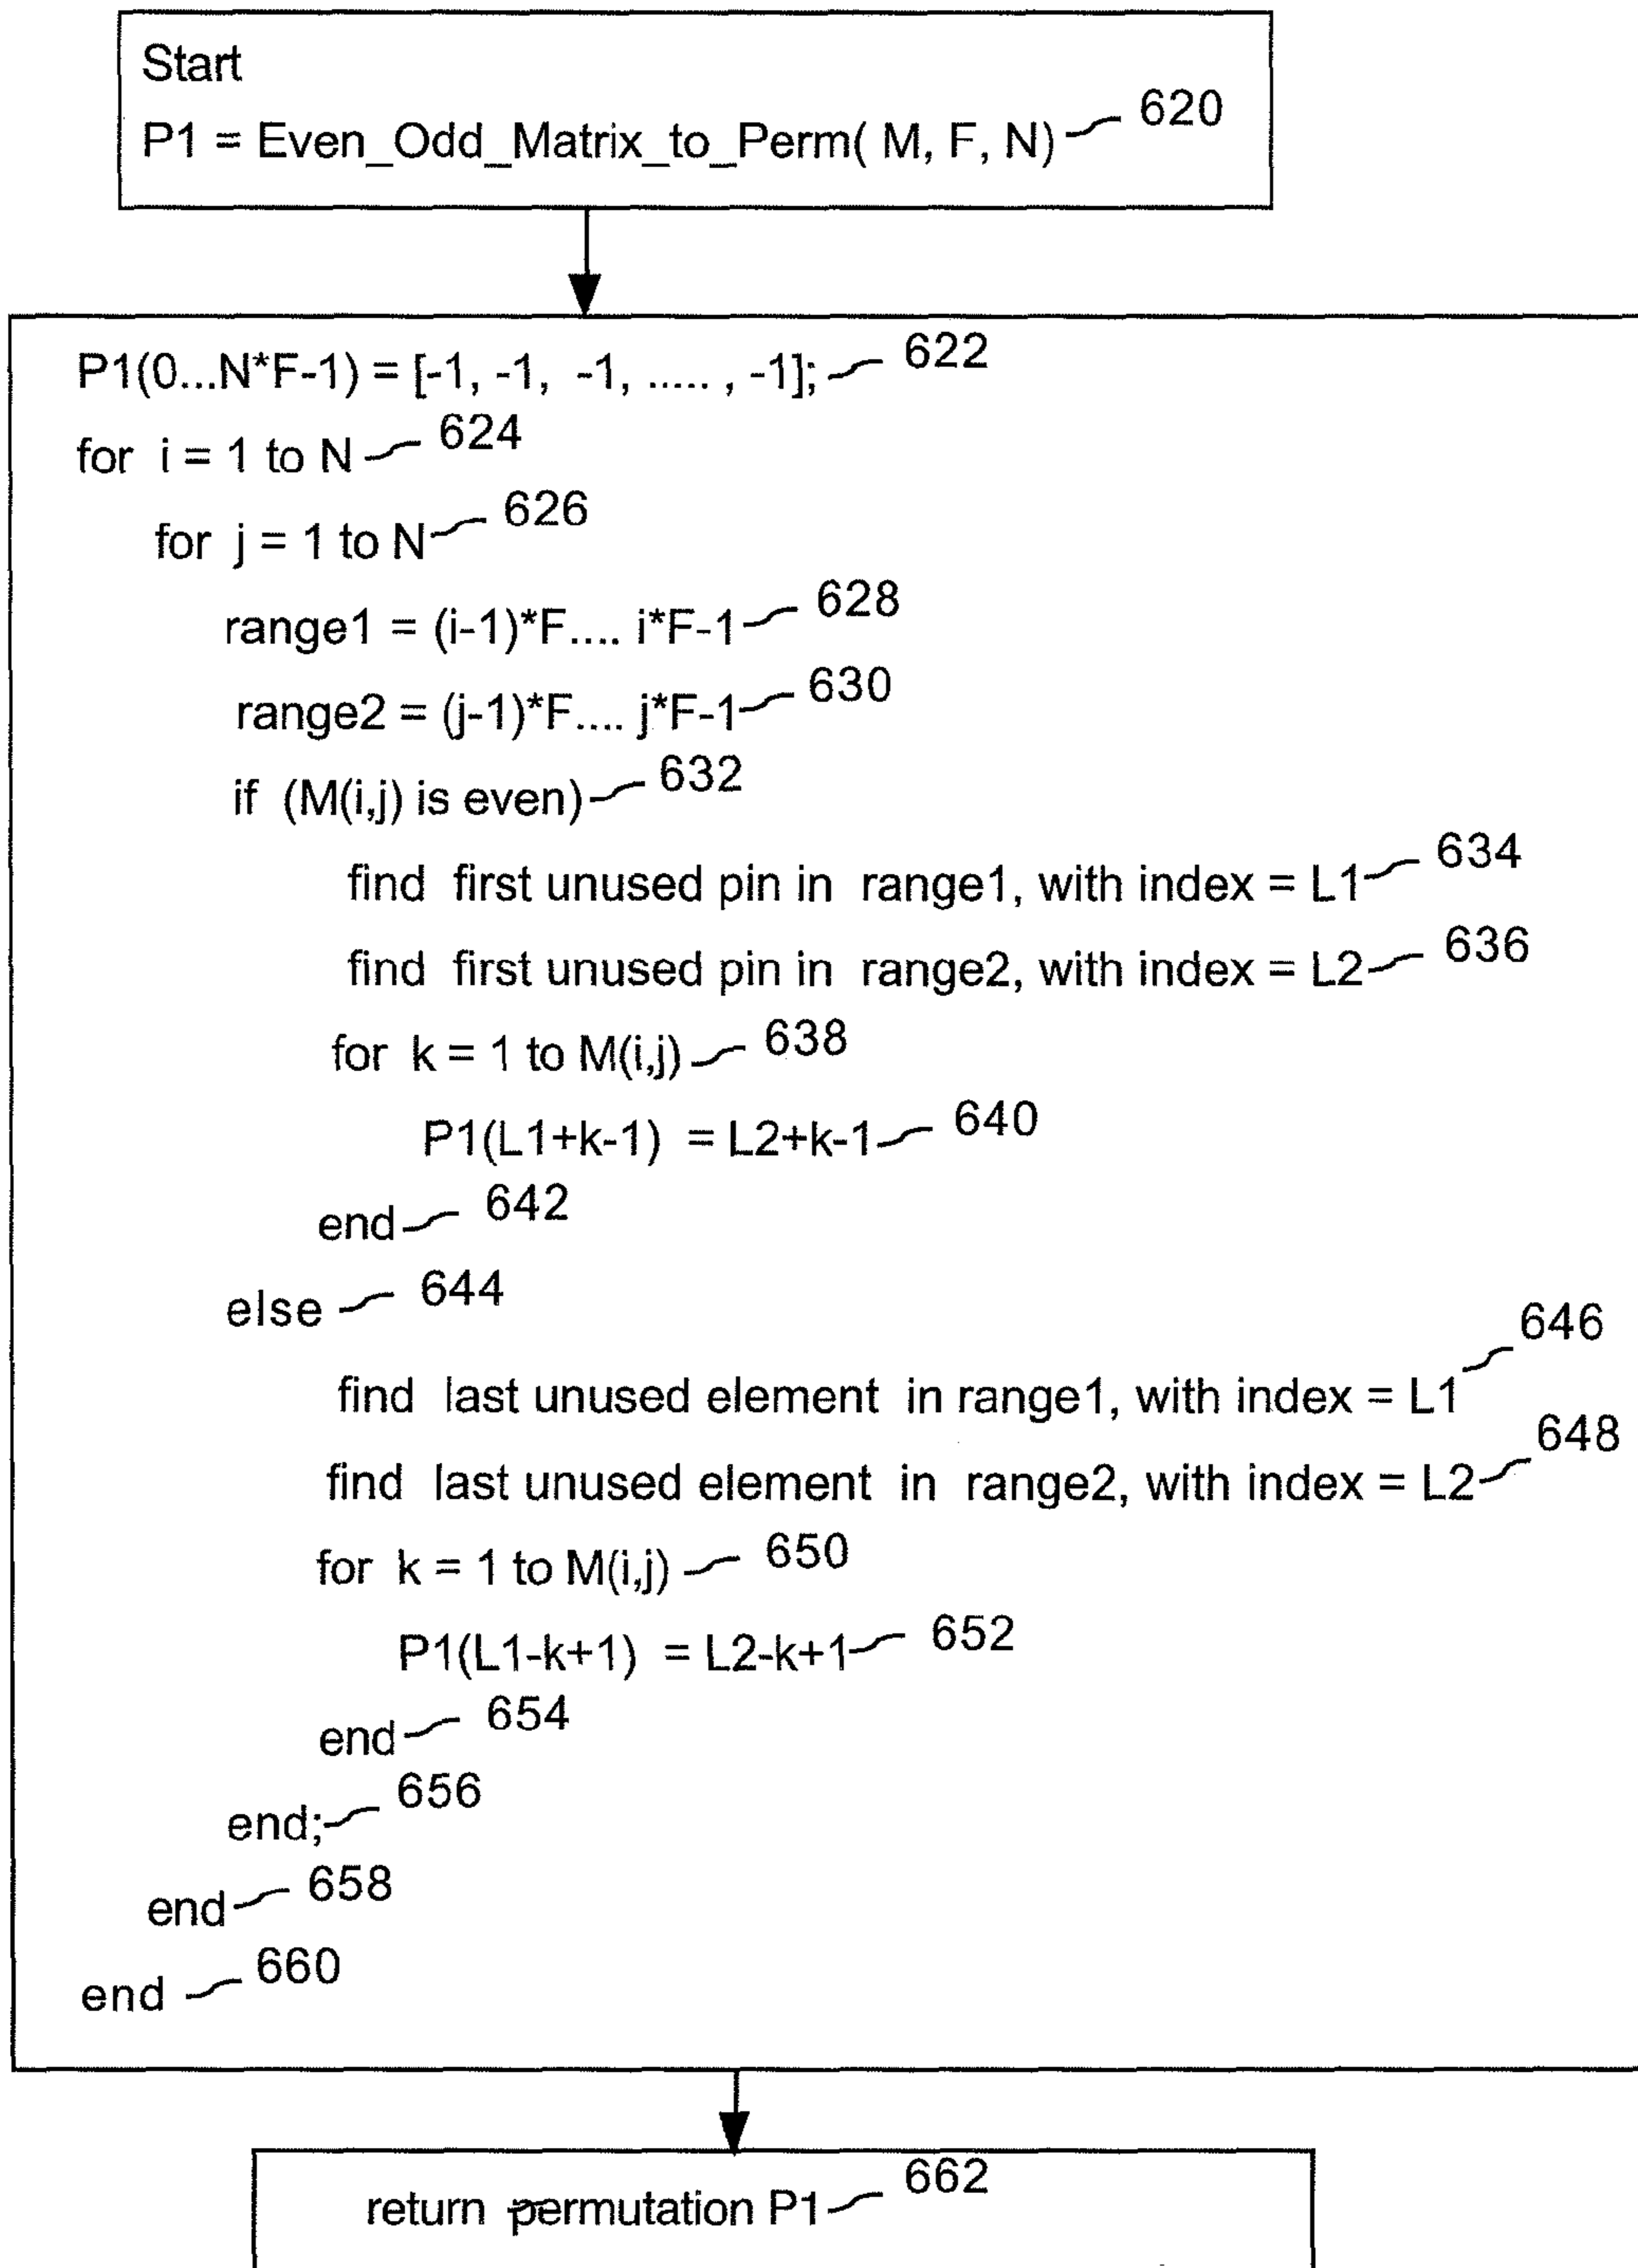 Start
P1 = Even_Odd_Matrix_to_Perm( M, F, N) 620
P1(0...N*F-1) = [-1, -1, -1, ..... , -1]; 622
for i = 1 to N 624
for j = 1 to N 626
range1 = (i-1)*F.... i*F-1 628
range2 = (j-1)*F.... j*F-1 630
if (M(i,j) is even) 632
find first unused pin in range1, with index = L1 634
find first unused pin in range2, with index = L2 636
for k = 1 to M(i,j) 638
P1(L1+k-1) = L2+k-1 640
end 642
else 644
find last unused element in range1, with index = L1 646
find last unused element in range2, with index = L2 648
for k = 1 to M(i,j) 650
P1(L1-k+1) = L2-k+1 652
end 654
end; 656
end 658
end 660
return permutation P1 662